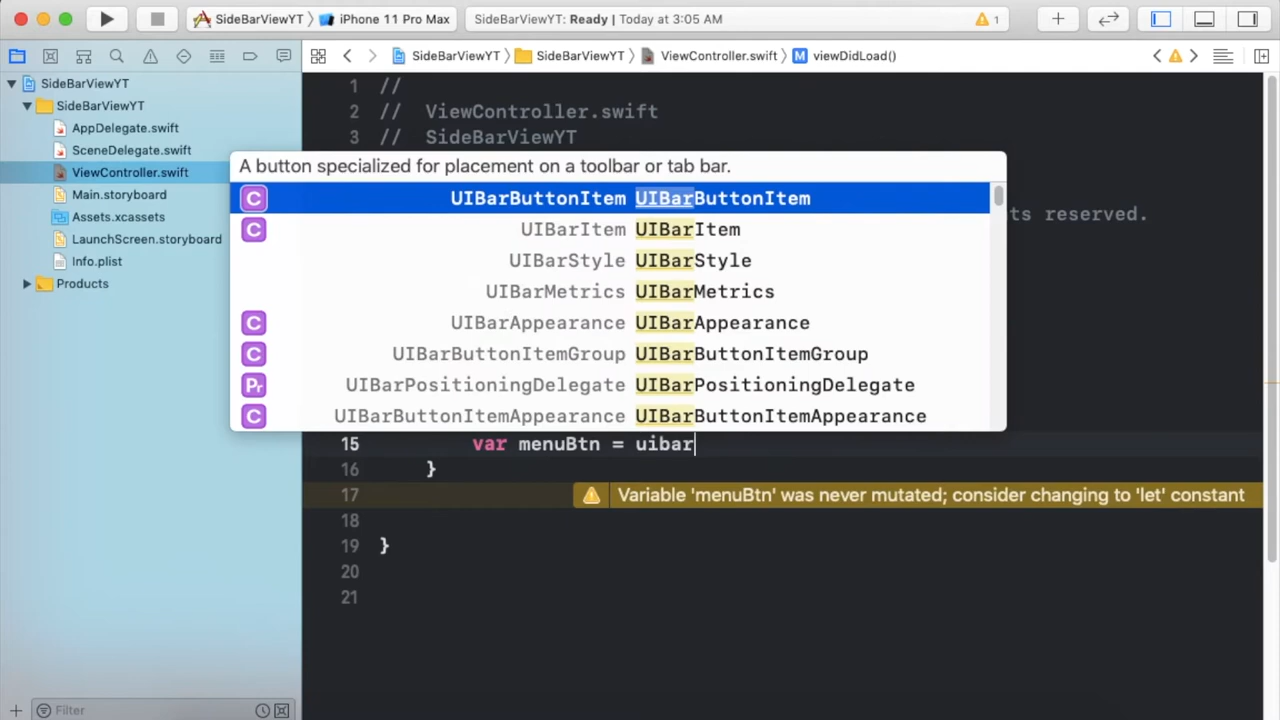 SideBarViewYT
iPhone 11 Pro Max
SideBarViewYT: Ready | Today at 3:05 AM
1
SideBarViewYT
SideBarViewYT
ViewController.swift
M
viewDidLoad()
SideBarViewYT
SideBarViewYT
AppDelegate.swift
SceneDelegate.swift
ViewController.swift
Main.storyboard
Assets.xcassets
LaunchScreen.storyboard
Info.plist
Products
1 //
2 // ViewController.swift
3 // SideBarViewYT
A button specialized for placement on a toolbar or tab bar.
C UIBarButtonItem UIBarButtonItem
ts reserved.
C UIBarItem UIBarItem
UIBarStyle UIBarStyle
UIBarMetrics UIBarMetrics
C UIBarAppearance UIBarAppearance
C UIBarButtonItemGroup UIBarButtonItemGroup
Pr UIBarPositioningDelegate UIBarPositioningDelegate
C UIBarButtonItemAppearance UIBarButtonItemAppearance
15 var menuBtn = uibar
16 }
17 Variable 'menuBtn' was never mutated; consider changing to 'let' constant
18
19 }
20
21
Filter